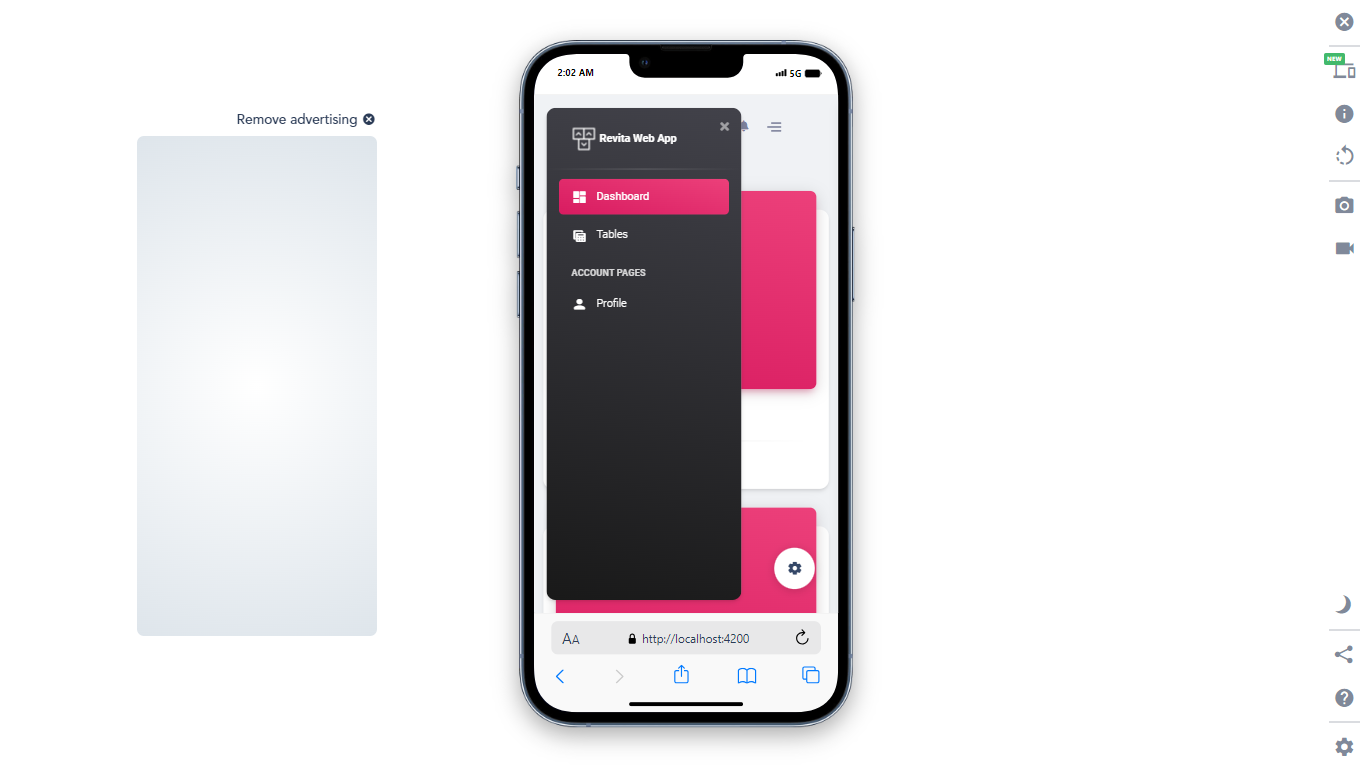 Remove advertising
NEW
2:02 AM
5G
Revita Web App
Dashboard
Tables
ACCOUNT PAGES
Profile
AA
http://localhost:4200